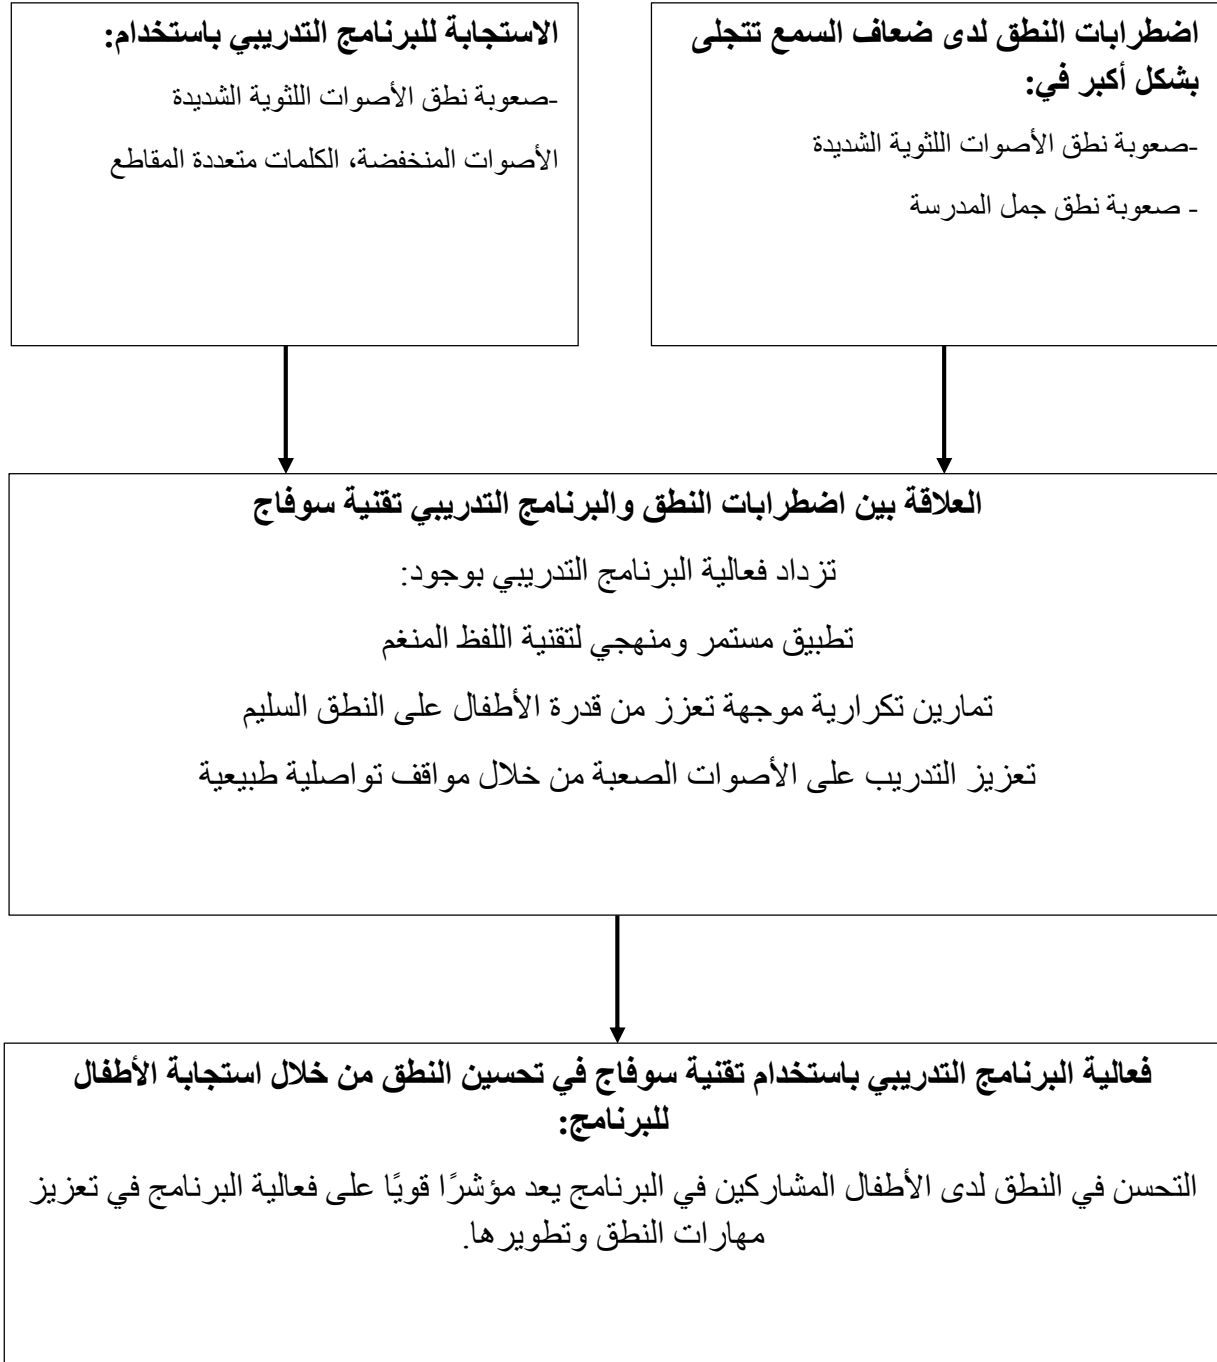 اضطرابات النطق لدى ضعاف السمع تتجلى
بشكل أكبر في:
-صعوبة نطق الأصوات اللثوية الشديدة
- صعوبة نطق جمل المدرسة
الاستجابة للبرنامج التدريبي باستخدام:
-صعوبة نطق الأصوات اللثوية الشديدة
الأصوات المنخفضة، الكلمات متعددة المقاطع
العلاقة بين اضطرابات النطق والبرنامج التدريبي تقنية سوفاج
تزداد فعالية البرنامج التدريبي بوجود:
تطبيق مستمر ومنهجي لتقنية اللفظ المنغم
تمارين تكرارية موجهة تعزز من قدرة الأطفال على النطق السليم
تعزيز التدريب على الأصوات الصعبة من خلال مواقف تواصلية طبيعية
فعالية البرنامج التدريبي باستخدام تقنية سوفاج في تحسين النطق من خلال استجابة الأطفال
للبرنامج:
التحسن في النطق لدى الأطفال المشاركين في البرنامج يعد مؤشرًا قويًا على فعالية البرنامج في تعزيز
مهارات النطق وتطويرها.